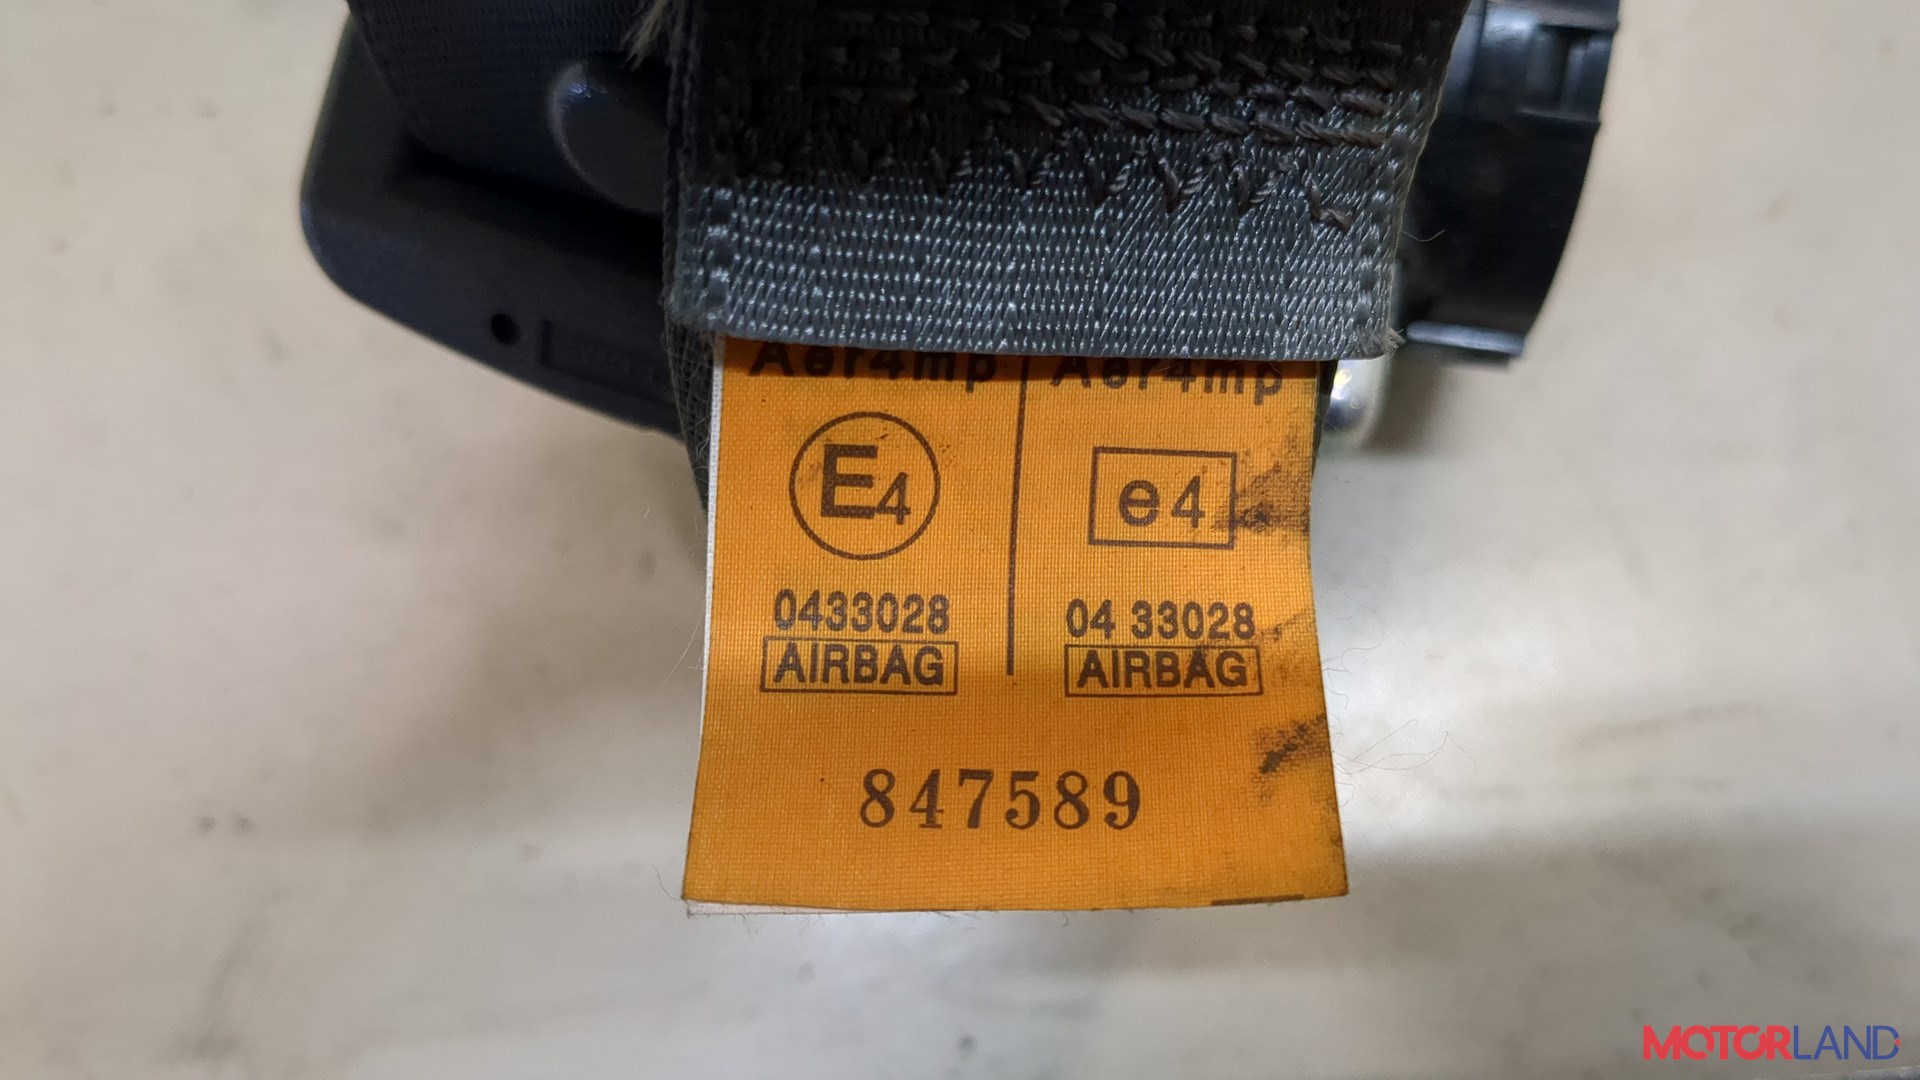 Aer4mp Aer4mp
E4 e4
0433028 04 33028
AIRBAG AIRBAG
847589
MOTORLAND